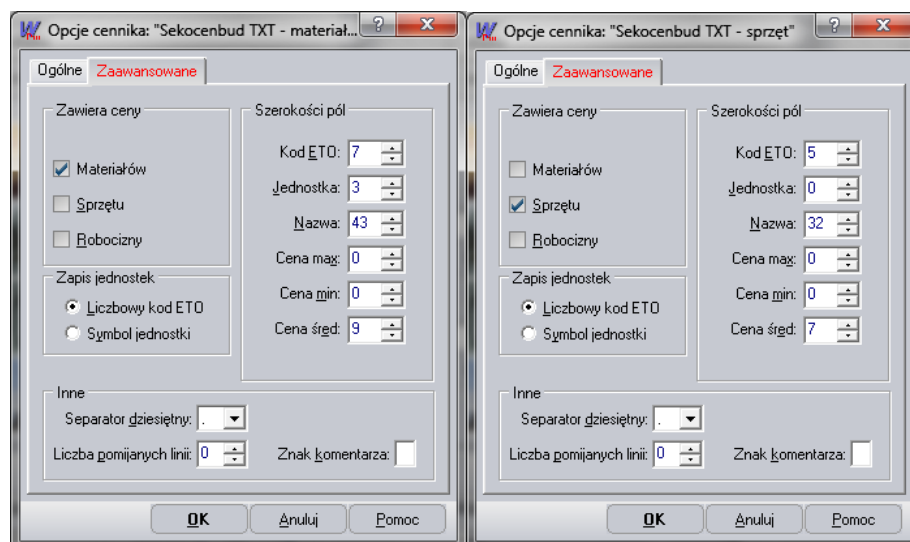 Opcje cennika: "Sekocenbud TXT - materiał...
Ogólne
Zaawansowane
Zawiera ceny
Materiałów
Sprzętu
Robocizny
Zapis jednostek
Liczbowy kod ETO
Symbol jednostki
Szerokości pól
Kod ETO: 7
Jednostka: 3
Nazwa: 43
Cena max: 0
Cena min: 0
Cena śred: 9
Inne
Separator dziesiętny: .
Liczba pomijanych linii: 0
Znak komentarza:
OK
Anuluj
Pomoc
Opcje cennika: "Sekocenbud TXT - sprzęt"
Ogólne
Zaawansowane
Zawiera ceny
Materiałów
Sprzętu
Robocizny
Zapis jednostek
Liczbowy kod ETO
Symbol jednostki
Szerokości pól
Kod ETO: 5
Jednostka: 0
Nazwa: 32
Cena max: 0
Cena min: 0
Cena śred: 7
Inne
Separator dziesiętny: .
Liczba pomijanych linii: 0
Znak komentarza:
OK
Anuluj
Pomoc